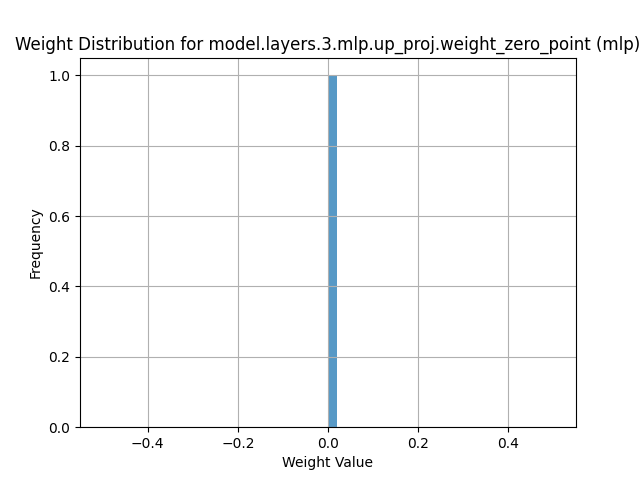 Weight Distribution for model.layers.3.mlp.up_proj.weight_zero_point (mlp)
1.0
0.8
0.6
0.4
0.2
0.0
Frequency
−0.4 −0.2 0.0 0.2 0.4
Weight Value